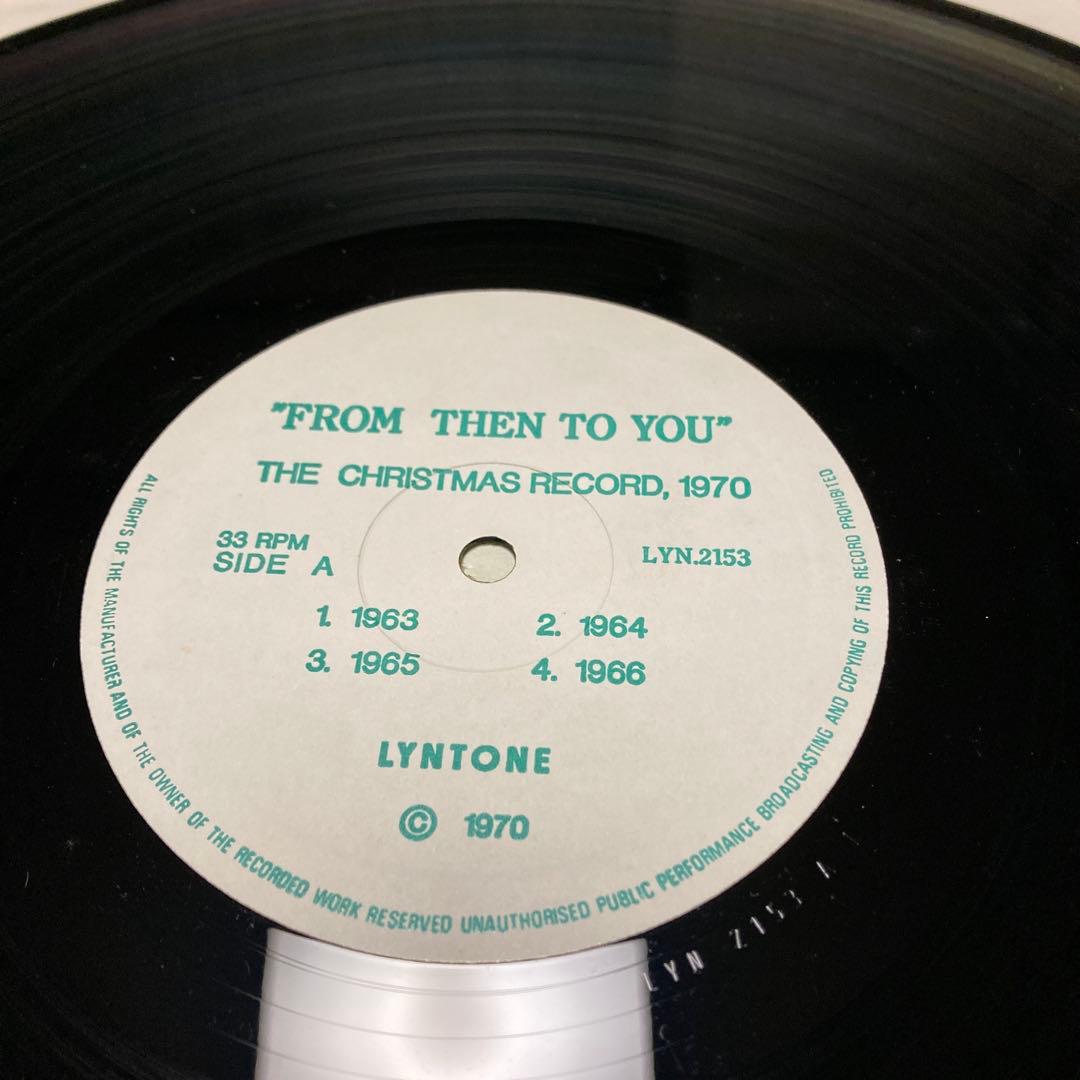 "FROM THEN TO YOU"
THE CHRISTMAS RECORD, 1970
33 RPM
SIDE A
LYN.2153
1. 1963 2. 1964
3. 1965 4. 1966
LYNTONE
© 1970
ALL RIGHTS OF THE MANUFACTURER AND OF THE OWNER OF THE RECORDED WORK RESERVED UNAUTHORISED PUBLIC PERFORMANCE BROADCASTING AND COPYING OF THIS RECORD PROHIBITED
LYN 2153 A